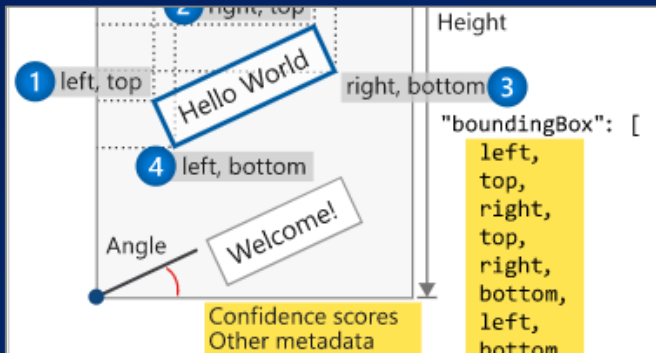 2 right, top
Height
1 left, top
Hello World
right, bottom 3
"boundingBox": [
left,
top,
right,
top,
right,
bottom,
left,
bottom
4 left, bottom
Angle
Welcome!
Confidence scores
Other metadata